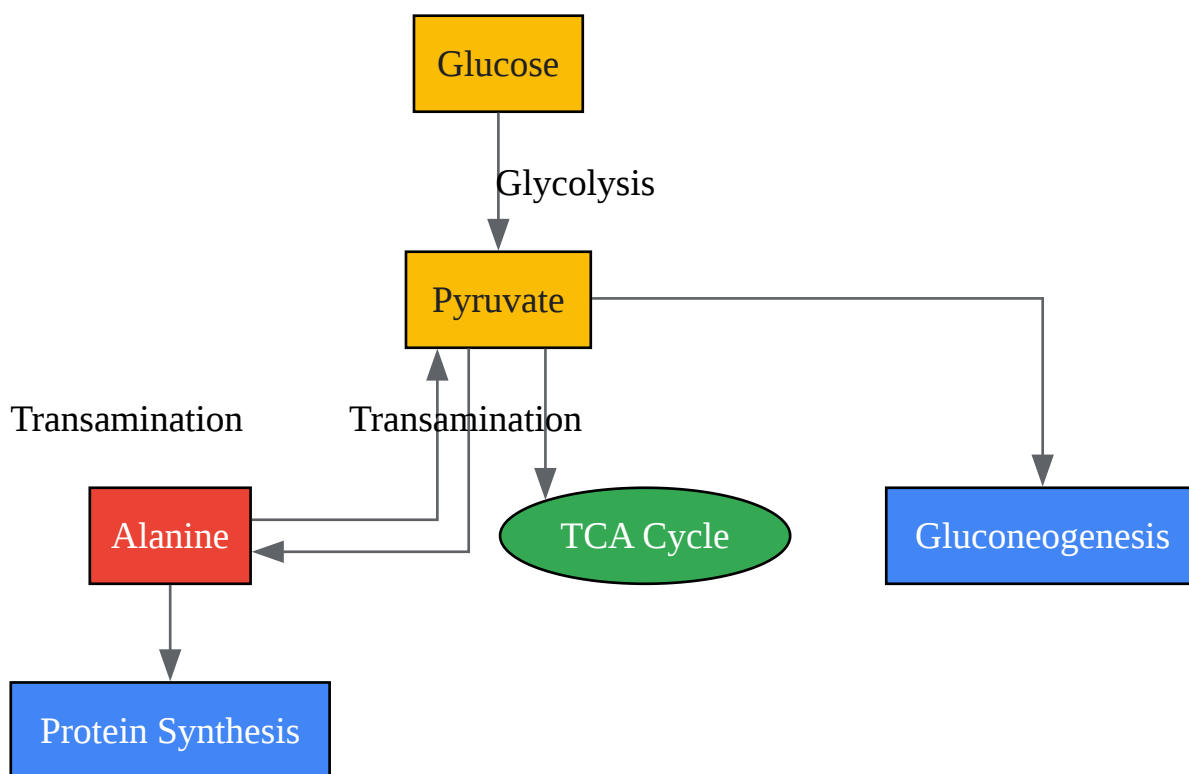 Glucose
Glycolysis
Pyruvate
Transamination
Transamination
Alanine
TCA Cycle
Gluconeogenesis
Protein Synthesis